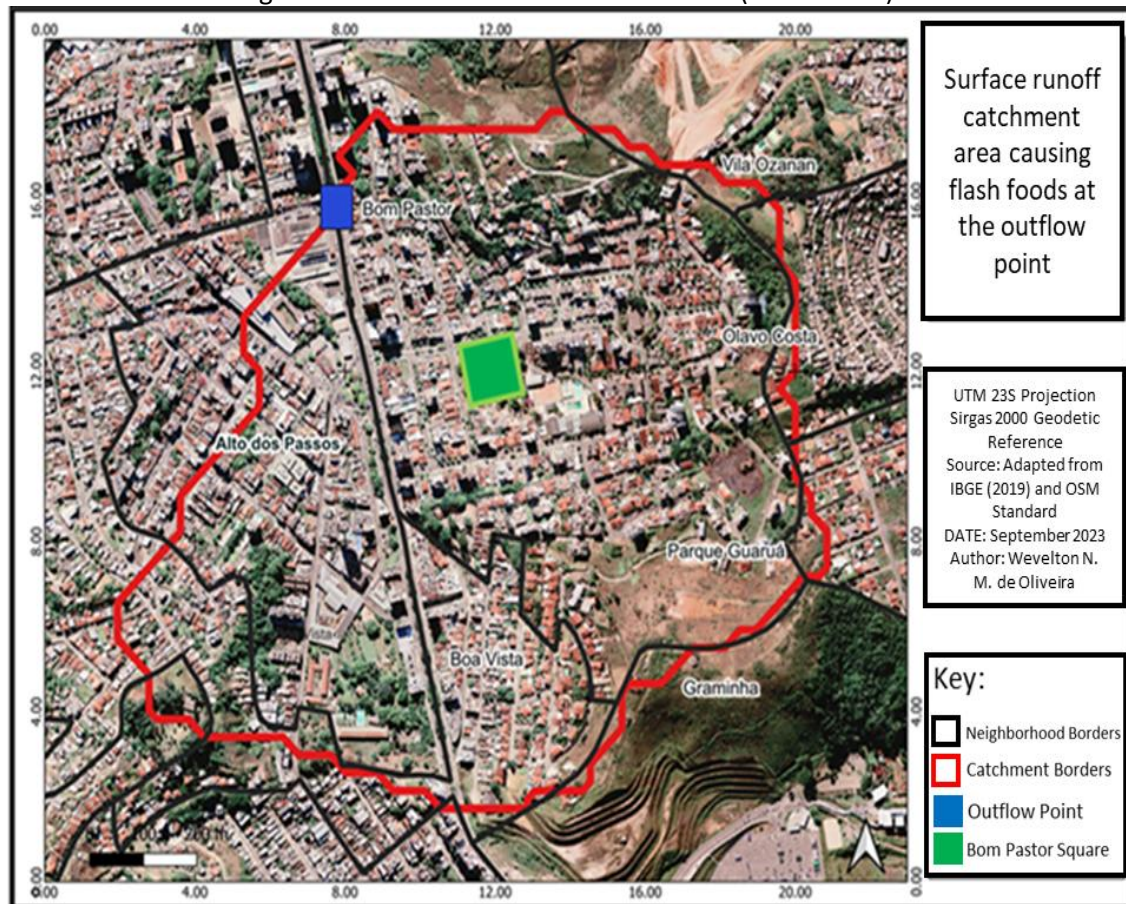 0.00 4.00 8.00 12.00 16.00 20.00
Surface runoff
catchment
area causing
flash foods at
the outflow
point
16.00
16.00
Vila Ozanan
Bom Pastor
Olavo Costa
12.00
12.00
Alto dos Passos
UTM 23S Projection
Sirgas 2000 Geodetic
Reference
Source: Adapted from
IBGE (2019) and OSM
Standard
DATE: September 2023
Author: Wevelton N.
M. de Oliveira
8.00
8.00
Parque Guaruá
Boa Vista
Graminha
4.00
4.00
Key:
Neighborhood Borders
Catchment Borders
Outflow Point
Bom Pastor Square
0.00
0.00
0.00 4.00 8.00 12.00 16.00 20.00